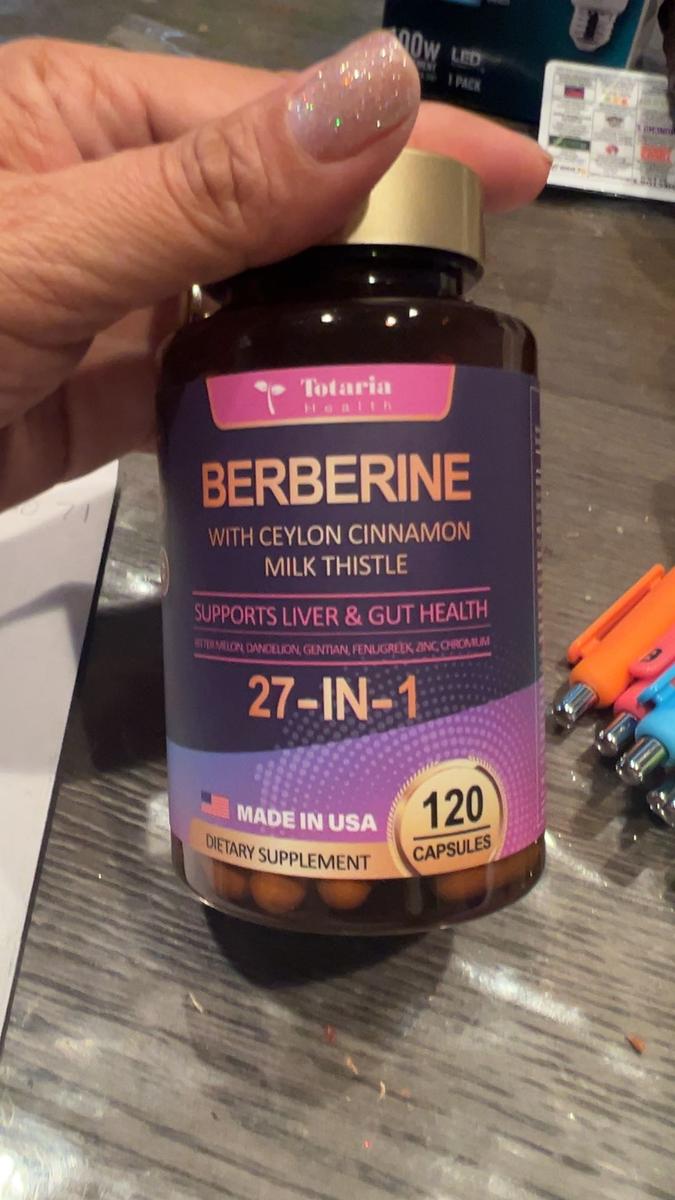 100w LED
1 PACK
Totaria
Health
BERBERINE
WITH CEYLON CINNAMON
MILK THISTLE
SUPPORTS LIVER & GUT HEALTH
BITTER MELON, DANDELION, GENTIAN, FENUGREEK, ZINC, CHROMIUM
27-IN-1
MADE IN USA
120
CAPSULES
DIETARY SUPPLEMENT